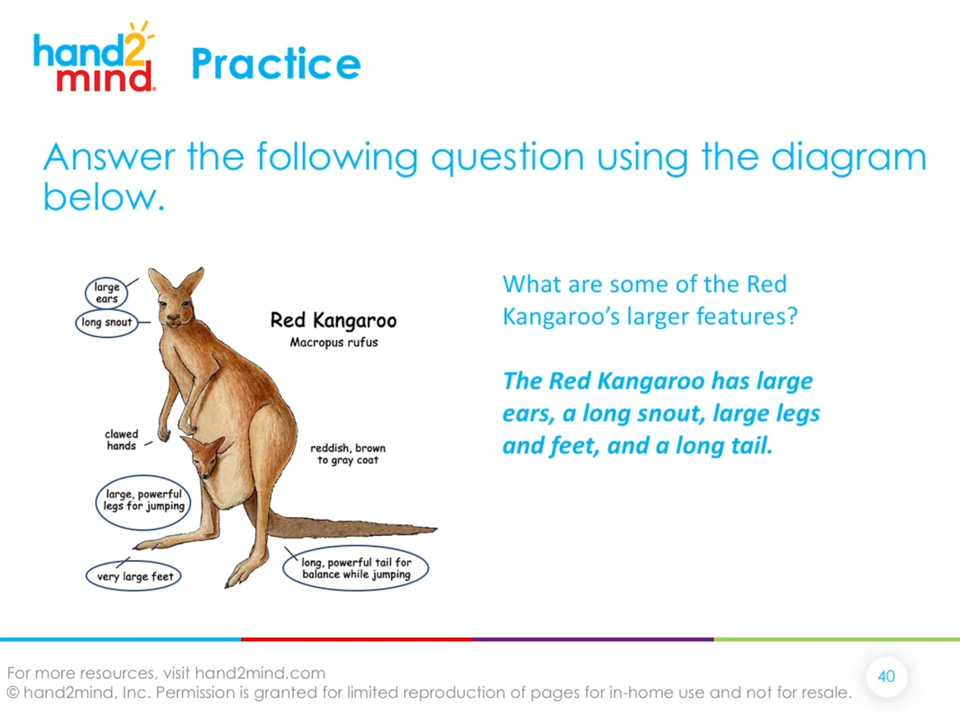 hand2
mind®
Practice
Answer the following question using the diagram
below.
large
ears
long snout
Red Kangaroo
Macropus rufus
clawed
hands
reddish, brown
to gray coat
large, powerful
legs for jumping
very large feet
long, powerful tail for
balance while jumping
What are some of the Red
Kangaroo’s larger features?
The Red Kangaroo has large
ears, a long snout, large legs
and feet, and a long tail.
For more resources, visit hand2mind.com
© hand2mind, Inc. Permission is granted for limited reproduction of pages for in-home use and not for resale.
40